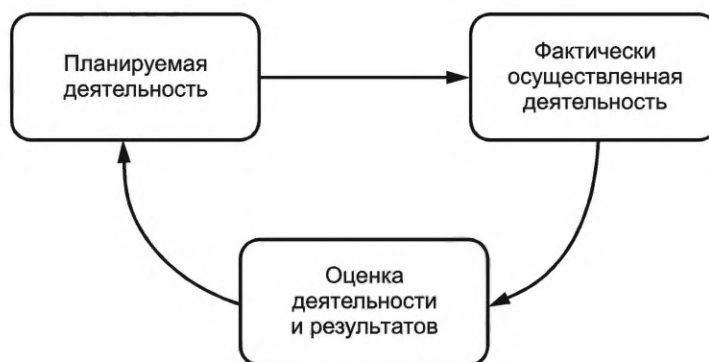 Планируемая
деятельность
Фактически
осуществленная
деятельность
Оценка
деятельности
и результатов